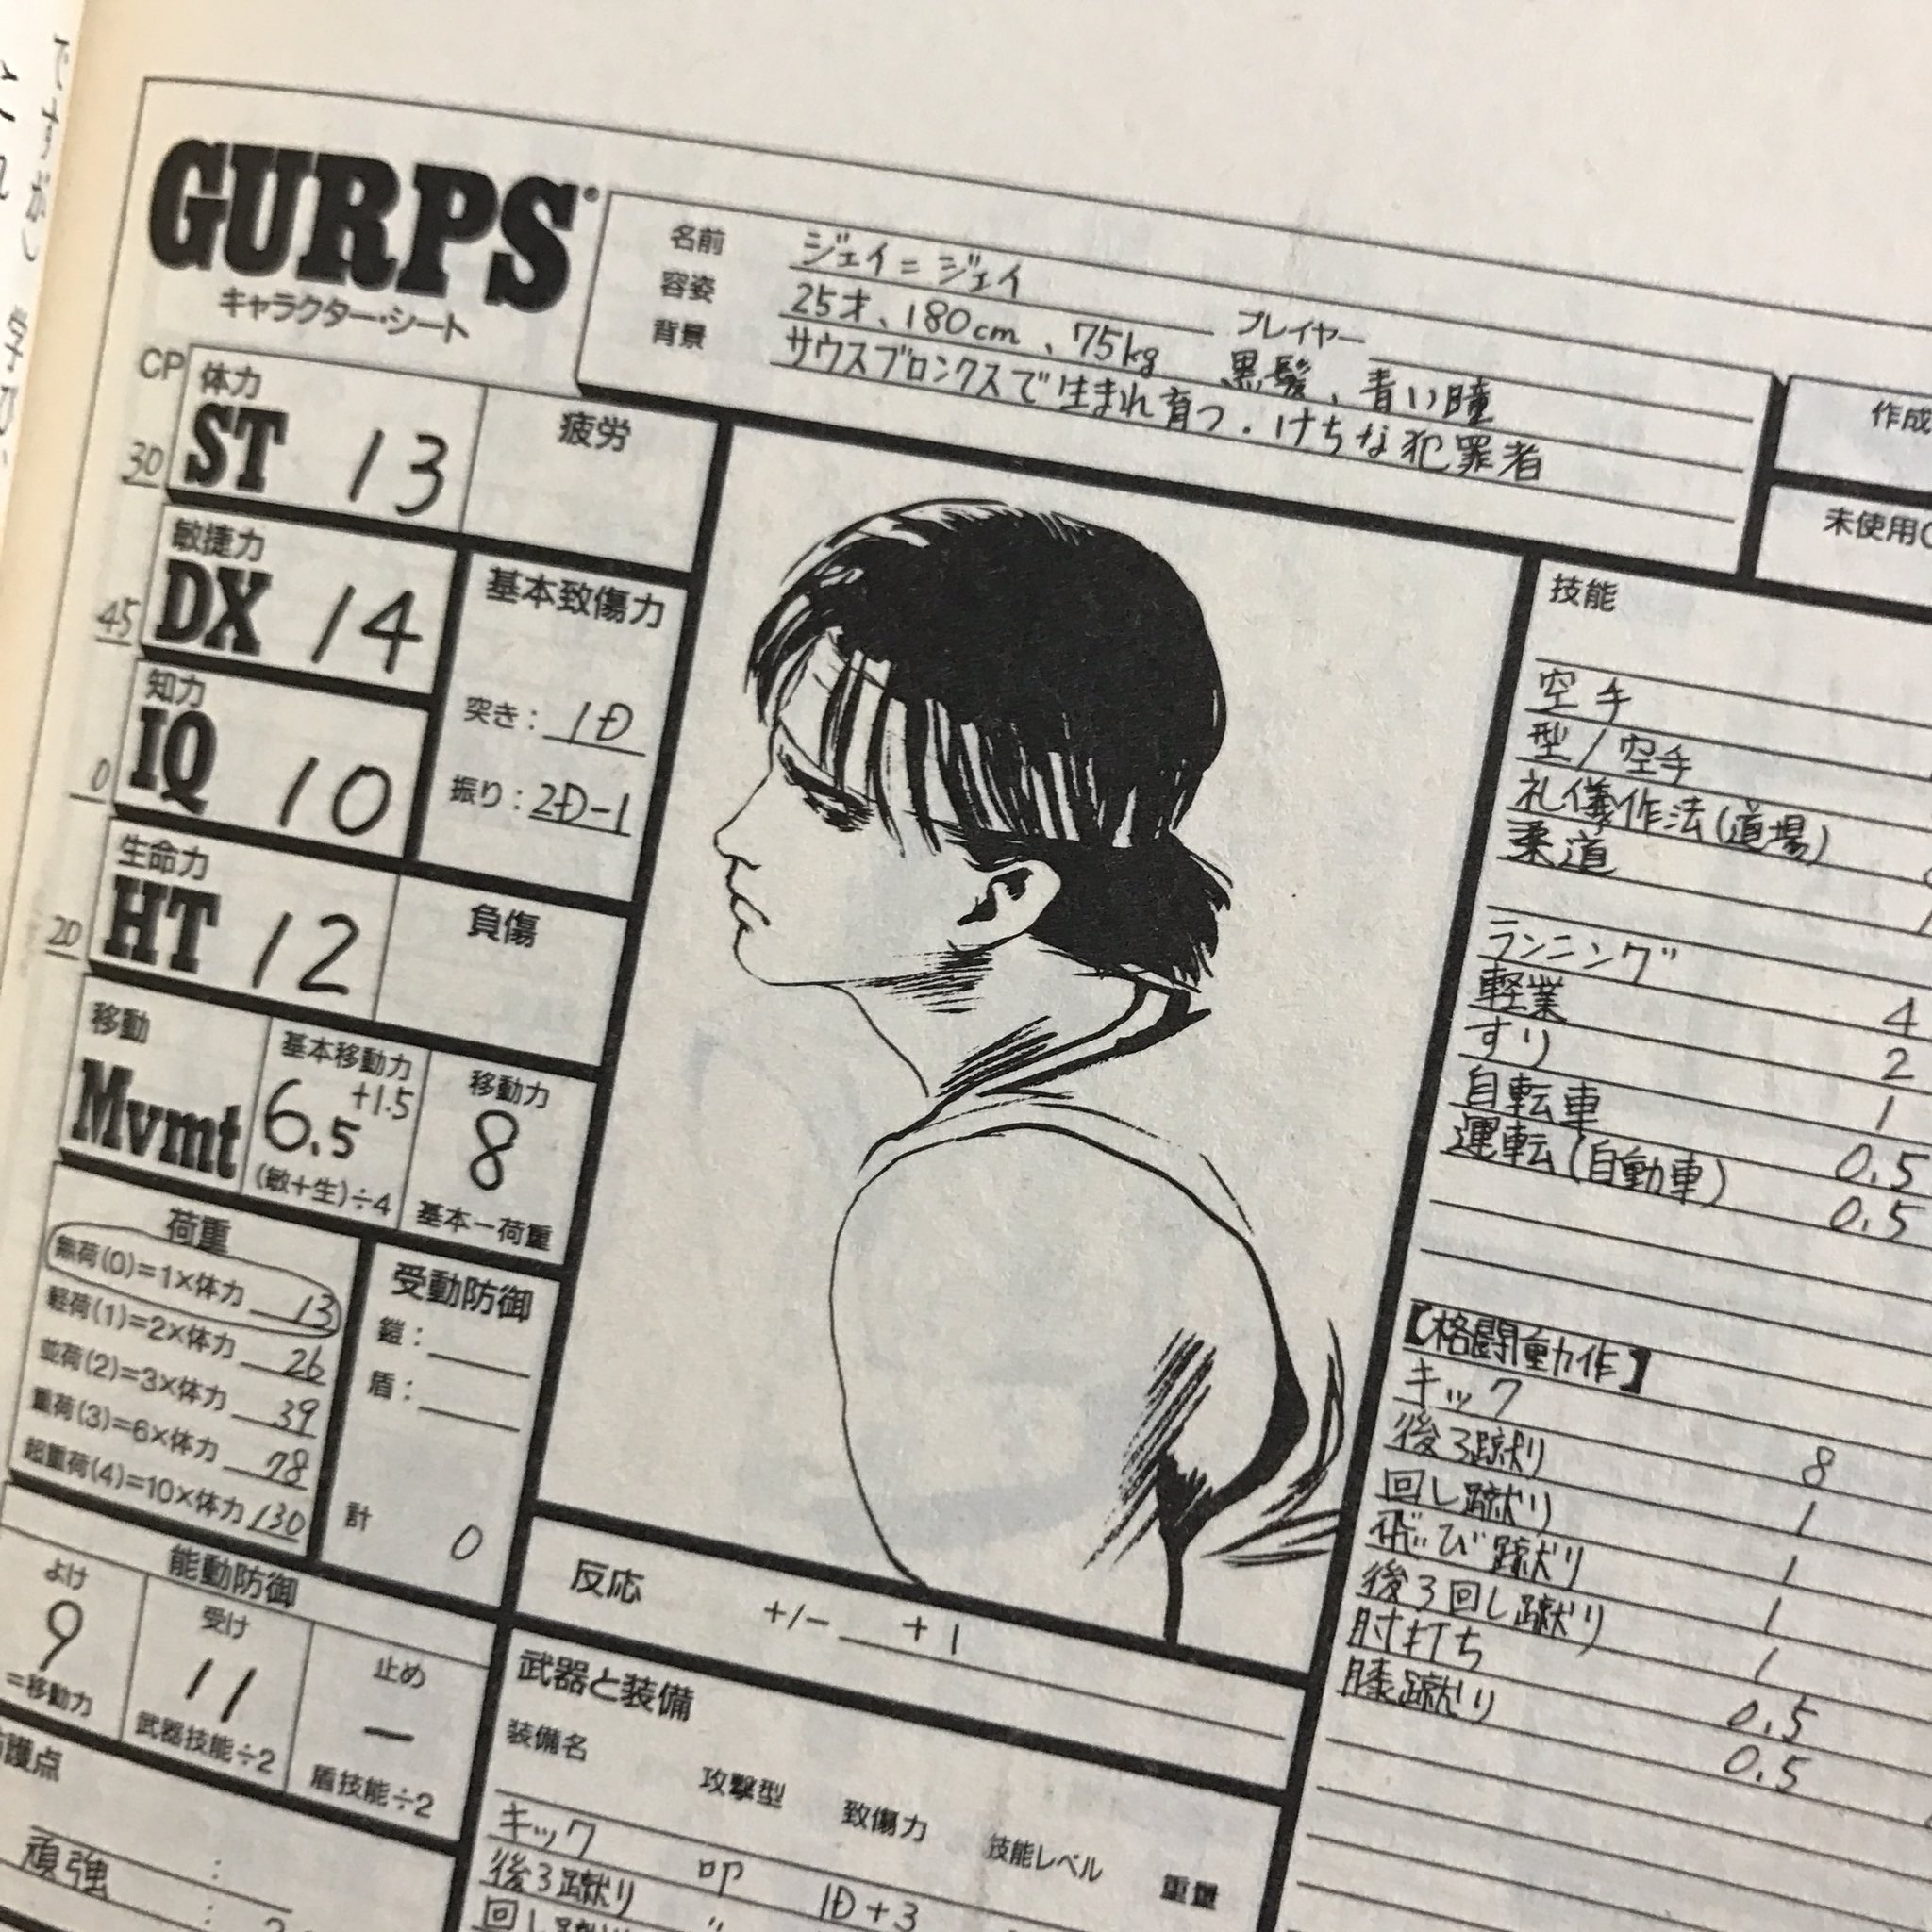 GURPS®
キャラクター・シート
名前 ジェイ=ジェイ
プレイヤー
容姿 25才、180cm、75kg 黒髪、青い瞳
背景 サウスブロンクスで生まれ育つ.けちな犯罪者
作成
未使用C
CP
30 体力 ST 13
疲労
45 敏捷力 DX 14
基本致傷力
突き: 1D
振り: 2D-1
0 知力 IQ 10
20 生命力 HT 12
負傷
移動 Mvmt
基本移動力 6.5 +1.5
(敏+生)÷4
移動力 8
基本-荷重
荷重
無荷(0)=1×体力 13
軽荷(1)=2×体力 26
並荷(2)=3×体力 39
重荷(3)=6×体力 78
超重荷(4)=10×体力 130
受動防御
鎧:
盾:
計 0
能動防御
よけ 9 =移動力
受け 11 武器技能÷2
止め ー 盾技能÷2
護点
頑強 :
反応 +/- +1
武器と装備
装備名 攻撃型 致傷力 技能レベル 重量
キック 叩 1D+3
後ろ蹴り 〃
回し蹴り
技能
空手
型/空手
礼儀作法(道場)
柔道
ランニング 4
軽業 2
すり 1
自転車 0.5
運転(自動車) 0.5
【格闘動作】
キック 8
後ろ蹴り 1
回し蹴り 1
飛び蹴り 1
後ろ回し蹴り 1
肘打ち 0.5
膝蹴り 0.5